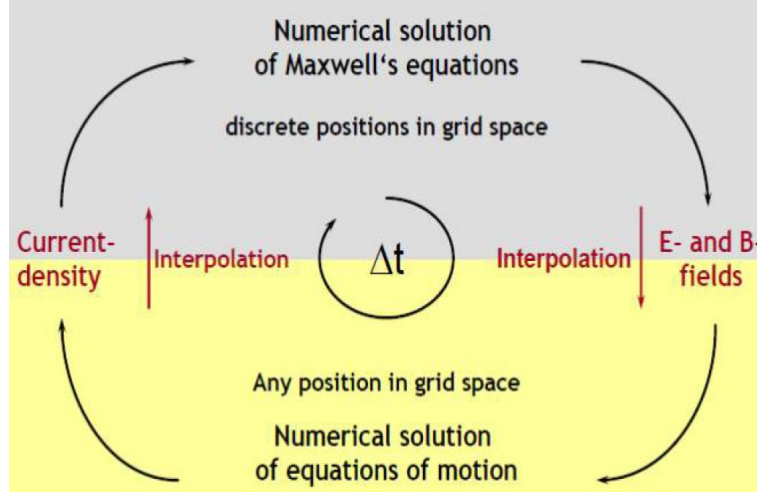 Numerical solution
of Maxwell‘s equations
discrete positions in grid space
Current-
density
Interpolation
Δt
Interpolation
E- and B-
fields
Any position in grid space
Numerical solution
of equations of motion